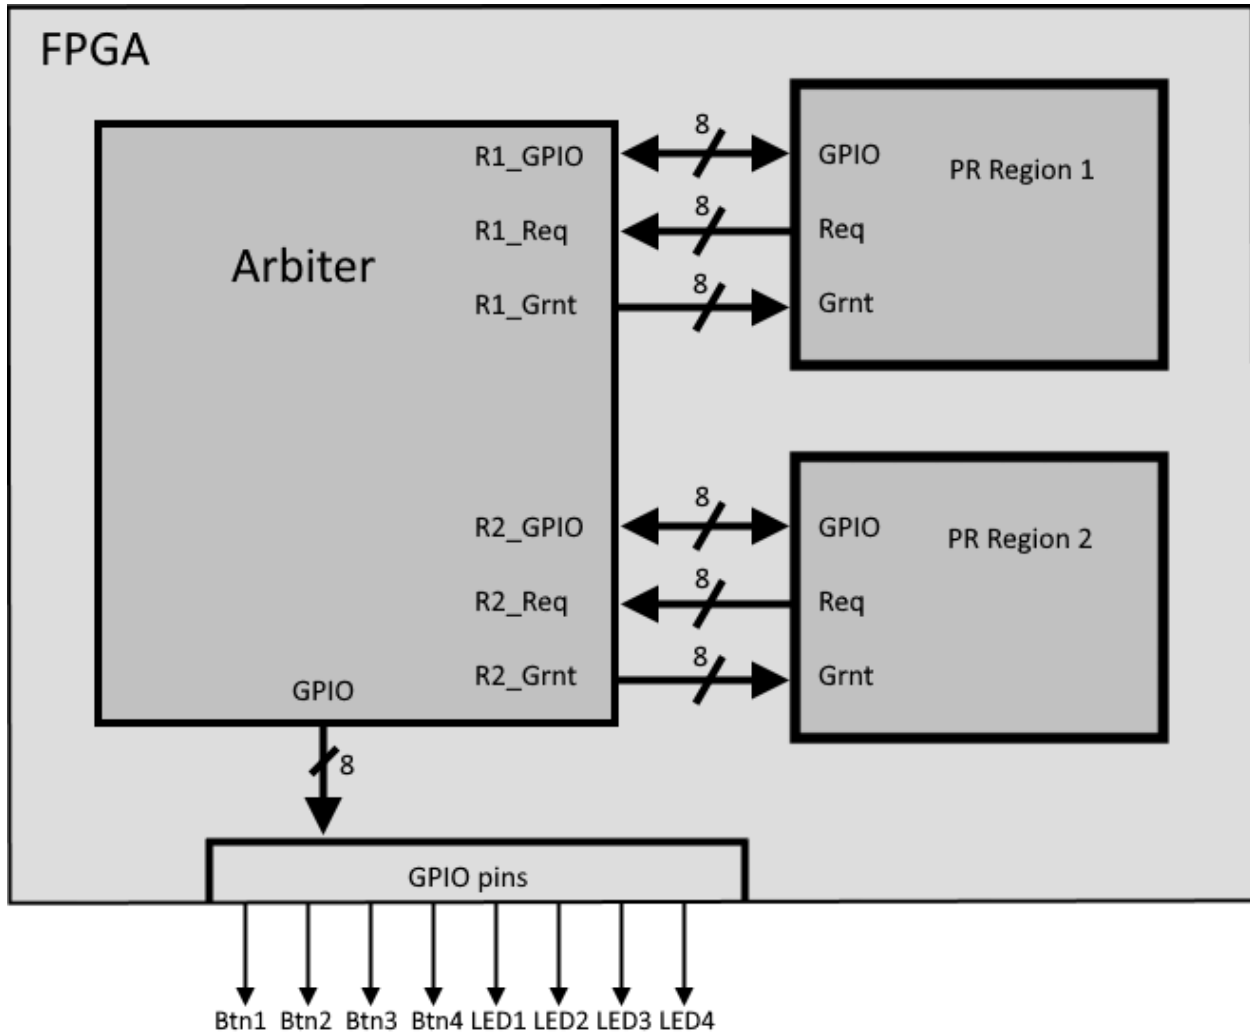 FPGA
Arbiter
R1_GPIO
R1_Req
R1_Grnt
8
8
8
GPIO
Req
Grnt
PR Region 1
R2_GPIO
R2_Req
R2_Grnt
8
8
8
GPIO
Req
Grnt
PR Region 2
GPIO
8
GPIO pins
Btn1 Btn2 Btn3 Btn4 LED1 LED2 LED3 LED4